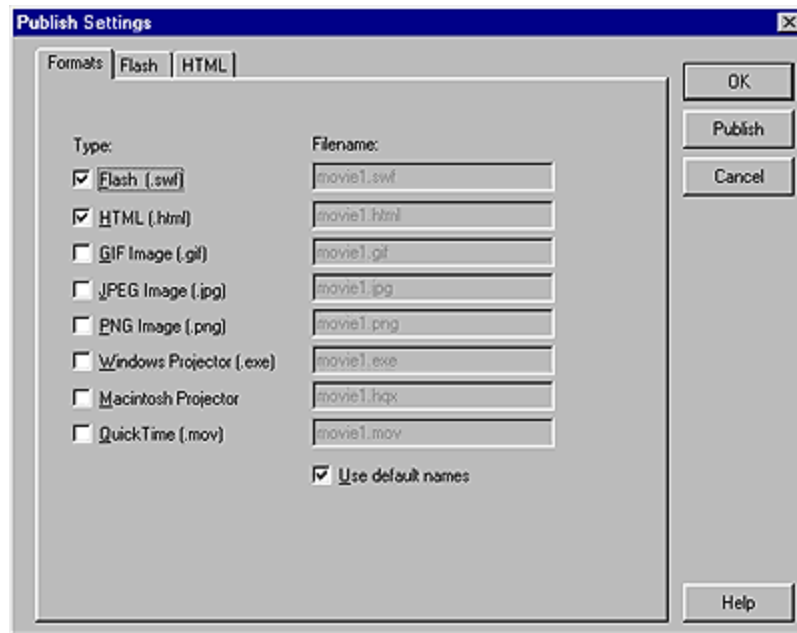 Publish Settings
Formats
Flash
HTML
OK
Publish
Cancel
Type:
Filename:
Flash (.swf)
movie1.swf
HTML (.html)
movie1.html
GIF Image (.gif)
movie1.gif
JPEG Image (.jpg)
movie1.jpg
PNG Image (.png)
movie1.png
Windows Projector (.exe)
movie1.exe
Macintosh Projector
movie1.hqx
QuickTime (.mov)
movie1.mov
Use default names
Help